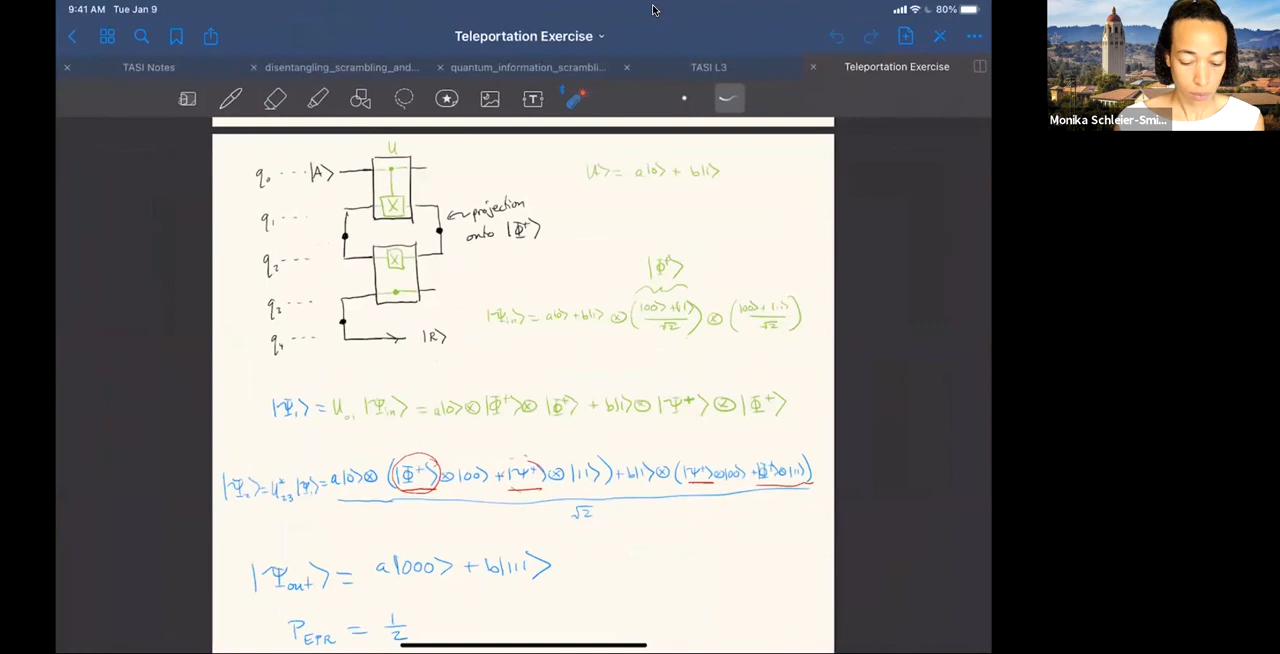 9:41 AM Tue Jan 9
80%
Teleportation Exercise
TASI Notes
disentangling_scrambling_and...
quantum_information_scrambli...
TASI L3
Teleportation Exercise
Monika Schleier-Smi...
U
q₀ ··· |A⟩
X
q₁ ···
←projection
onto |Φ⁺⟩
q₂ ···
X
q₃ ···
q₄ ··· |R⟩
= a|0⟩ + b|1⟩
|Φ⁺⟩
|Ψin⟩ = a|0⟩ + b|1⟩ ⊗ (|00⟩ + |11⟩ / √2) ⊗ (|00⟩ + |11⟩ / √2)
|Ψ₁⟩ = U₀₁ |Ψin⟩ = a|0⟩ ⊗ |Φ⁺⟩ ⊗ |Φ⁺⟩ + b|1⟩ ⊗ |Ψ⁺⟩ ⊗ |Φ⁺⟩
|Ψ₂⟩ = U*₂₃ |Ψ₁⟩ = a|0⟩ ⊗ (|Φ⁺⟩ ⊗ |00⟩ + |Ψ⁺⟩ ⊗ |11⟩) + b|1⟩ ⊗ (|Ψ⁺⟩ ⊗ |00⟩ + |Φ⁺⟩ ⊗ |11⟩)
√2
|Ψout⟩ = a|000⟩ + b|111⟩
P_EPR = 1/2